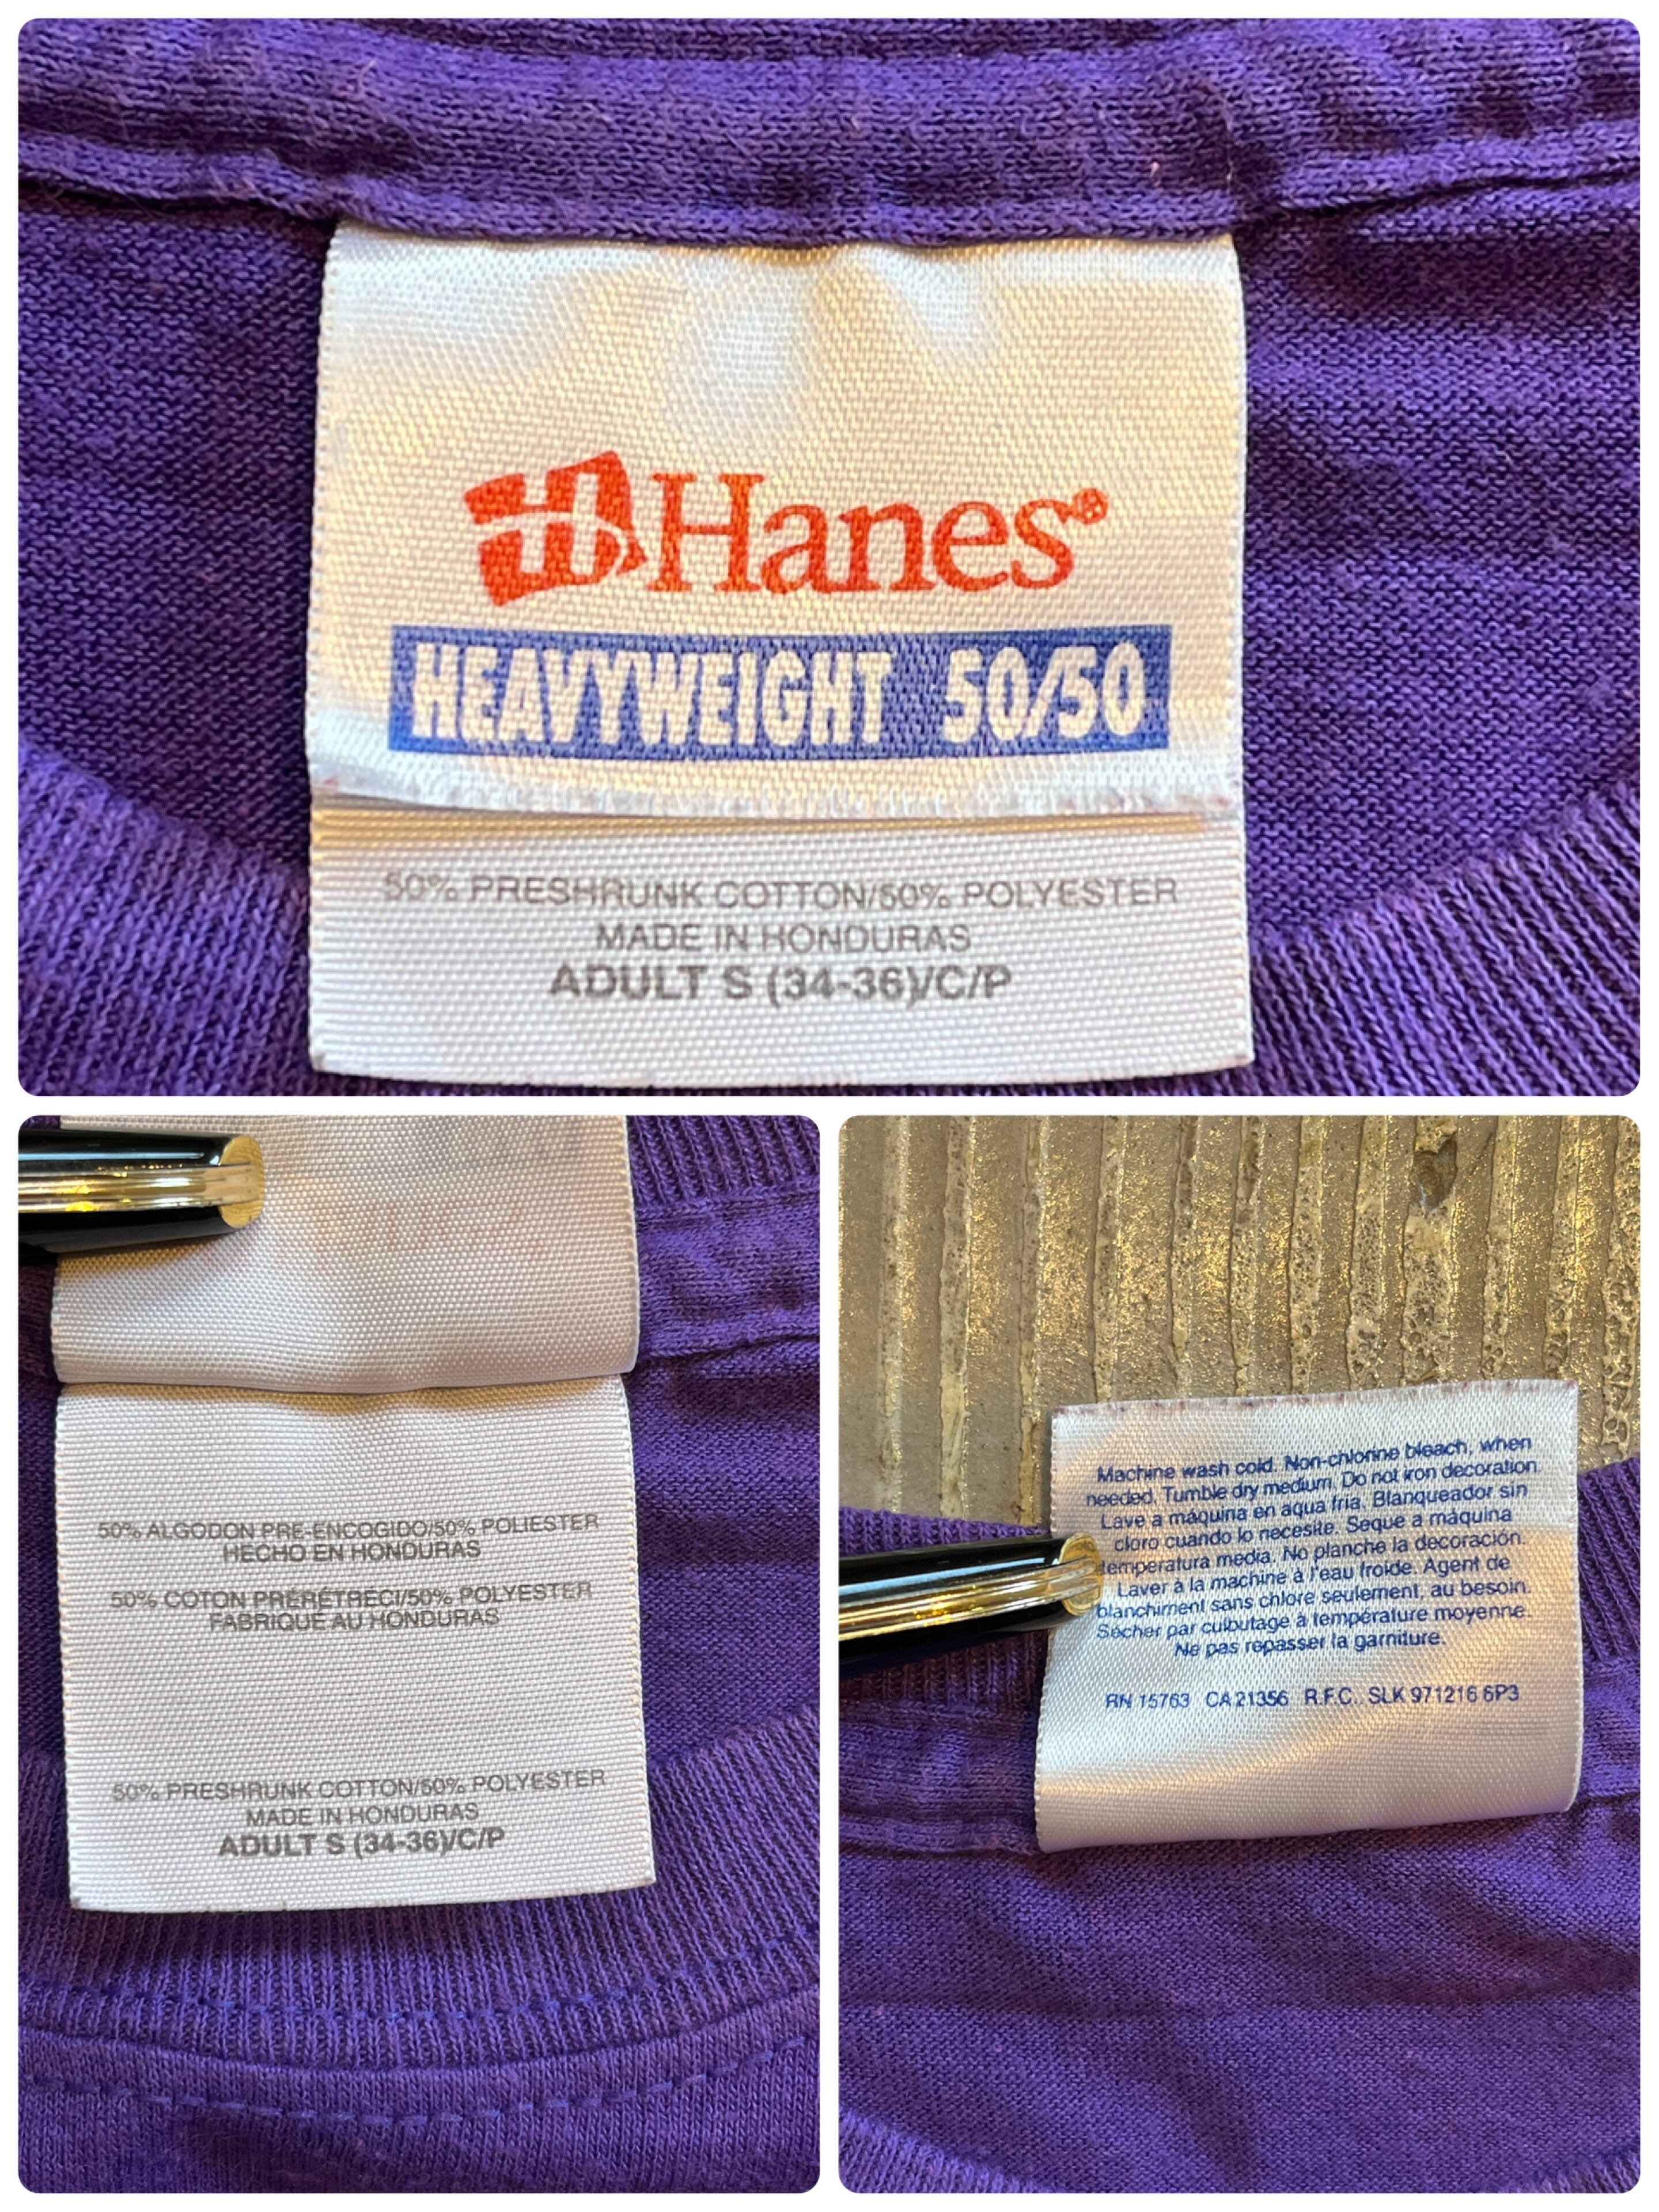 Hanes®
HEAVYWEIGHT 50/50
50% PRESHRUNK COTTON/50% POLYESTER
MADE IN HONDURAS
ADULT S (34-36)/C/P
50% ALGODON PRE-ENCOGIDO/50% POLIESTER
HECHO EN HONDURAS
50% COTON PRÉRÉTRECI/50% POLYESTER
FABRIQUÉ AU HONDURAS
50% PRESHRUNK COTTON/50% POLYESTER
MADE IN HONDURAS
ADULT S (34-36)/C/P
Machine wash cold. Non-chlorine bleach, when
needed. Tumble dry medium. Do not iron decoration.
Lave a máquina en agua fria. Blanqueador sin
cloro cuando lo necesite. Seque a máquina
temperatura media. No planche la decoración.
Laver à la machine à l'eau froide. Agent de
blanchiment sans chlore seulement, au besoin.
Sécher par culbutage à température moyenne.
Ne pas repasser la garniture.
RN 15763 CA 21356 R.F.C.. SLK 971216 6P3